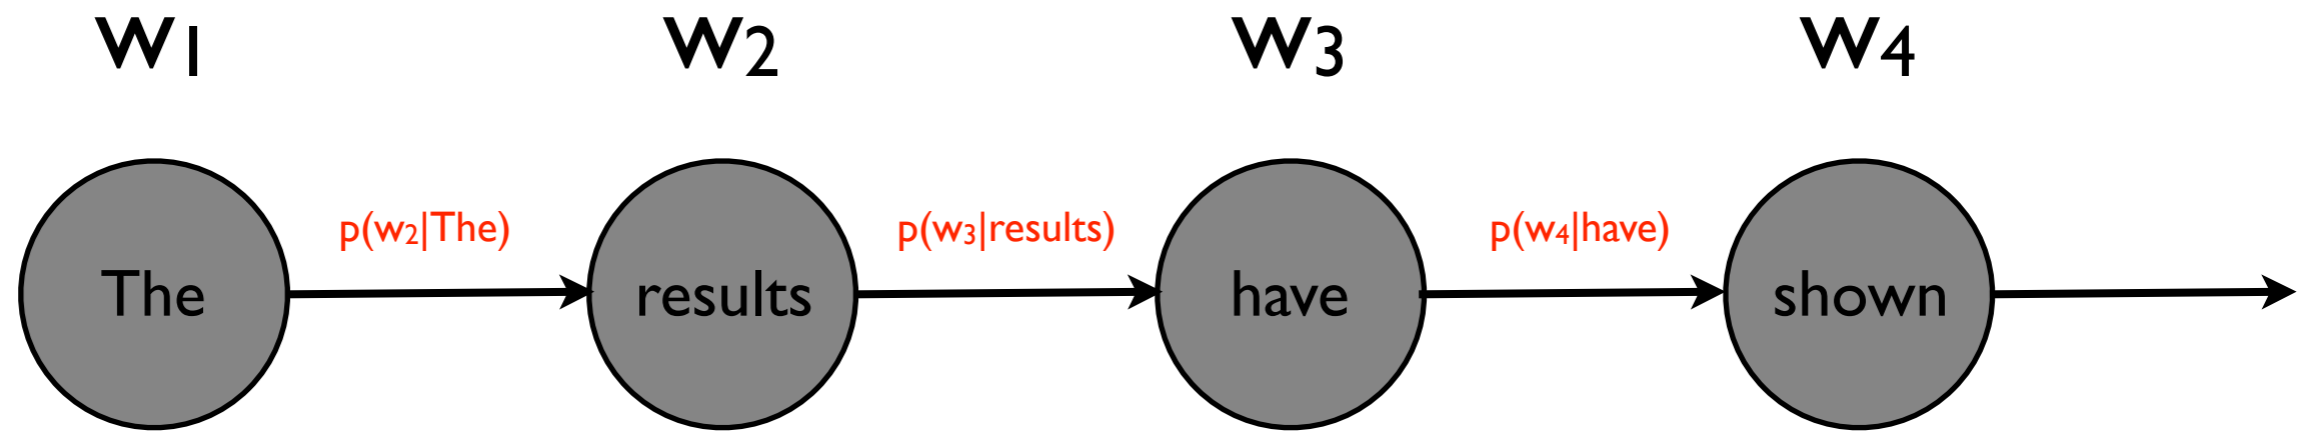 w1 w2 w3 w4
p(w2|The) p(w3|results) p(w4|have)
The results have shown